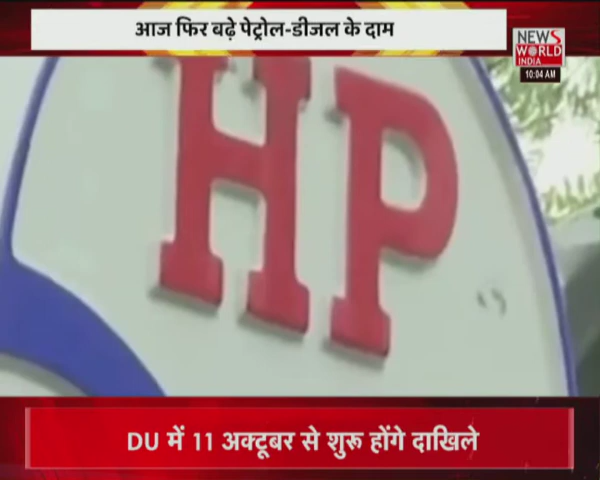 आज फिर बढ़े पेट्रोल-डीजल के दाम
NEWS
WORLD
INDIA
10:04 AM
HP
DU में 11 अक्टूबर से शुरू होंगे दाखिले